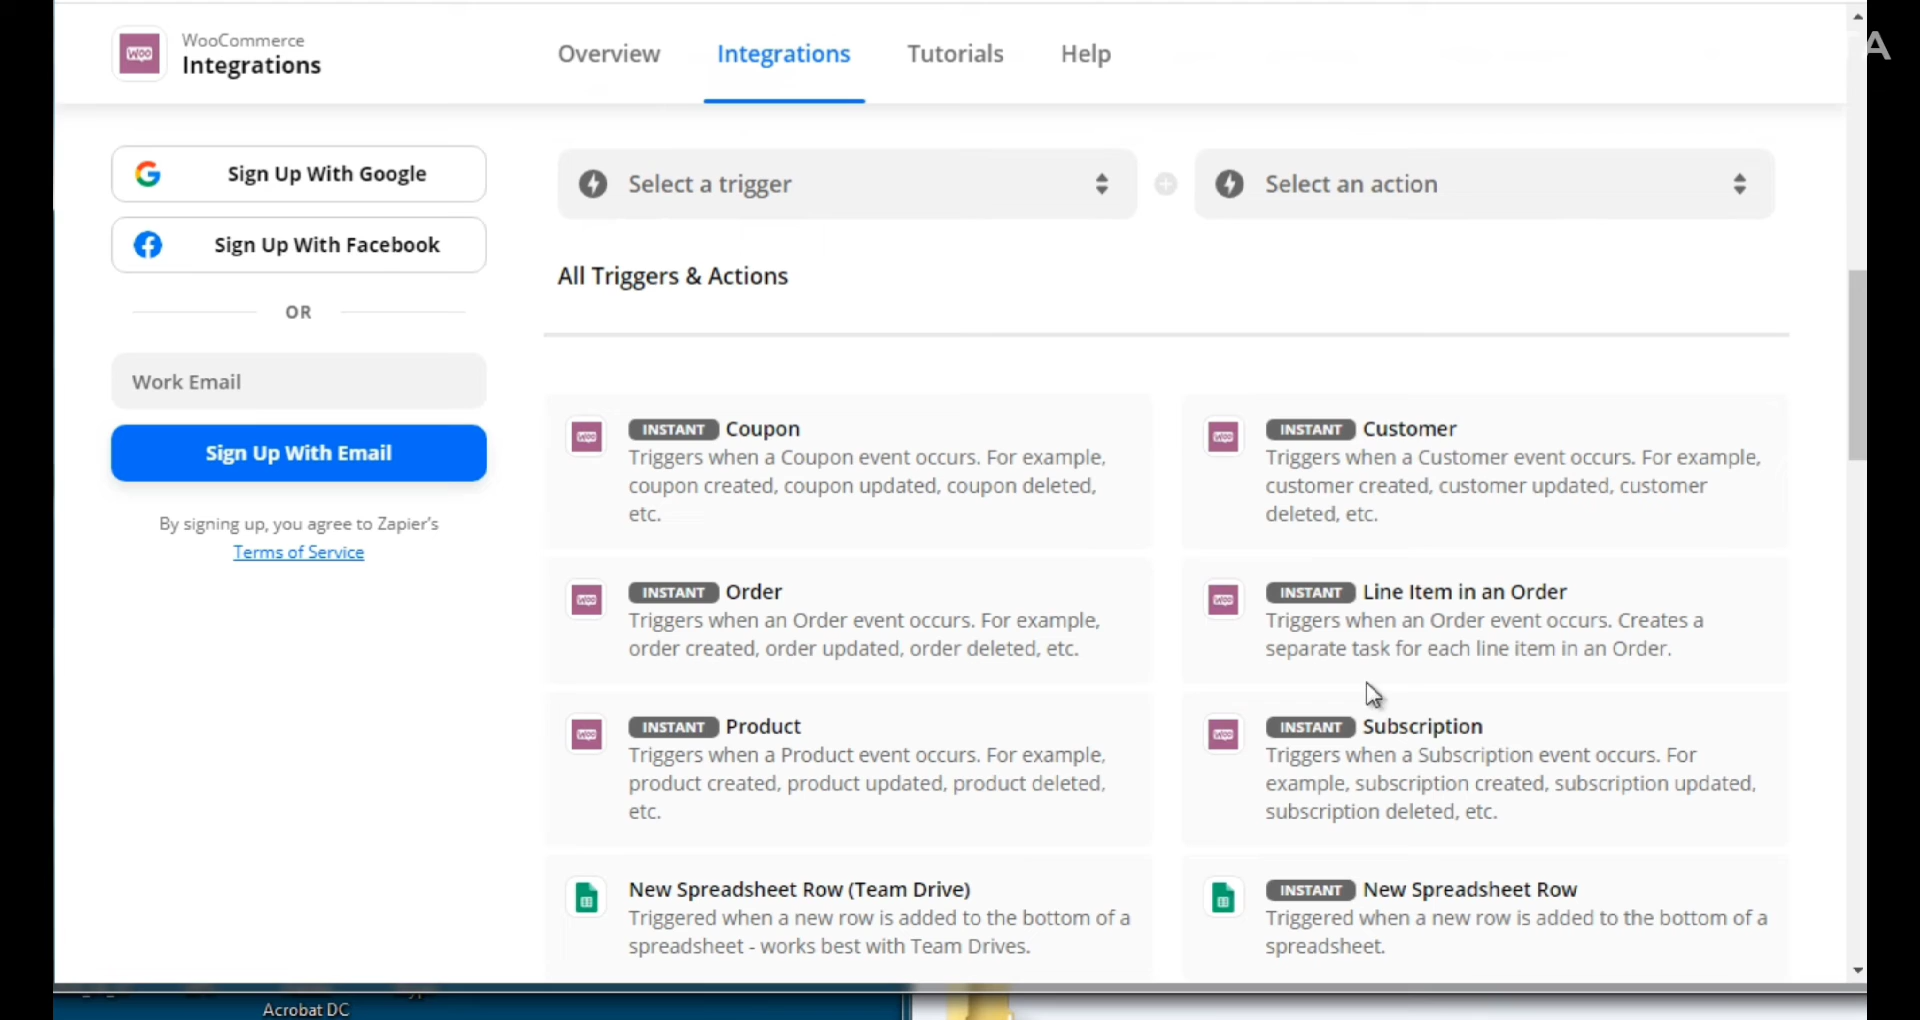 WooCommerce
Integrations
Overview
Integrations
Tutorials
Help
A
Sign Up With Google
Sign Up With Facebook
OR
Work Email
Sign Up With Email
By signing up, you agree to Zapier's
Terms of Service
Select a trigger
Select an action
All Triggers & Actions
INSTANT Coupon
Triggers when a Coupon event occurs. For example,
coupon created, coupon updated, coupon deleted,
etc.
INSTANT Customer
Triggers when a Customer event occurs. For example,
customer created, customer updated, customer
deleted, etc.
INSTANT Order
Triggers when an Order event occurs. For example,
order created, order updated, order deleted, etc.
INSTANT Line Item in an Order
Triggers when an Order event occurs. Creates a
separate task for each line item in an Order.
INSTANT Product
Triggers when a Product event occurs. For example,
product created, product updated, product deleted,
etc.
INSTANT Subscription
Triggers when a Subscription event occurs. For
example, subscription created, subscription updated,
subscription deleted, etc.
New Spreadsheet Row (Team Drive)
Triggered when a new row is added to the bottom of a
spreadsheet - works best with Team Drives.
INSTANT New Spreadsheet Row
Triggered when a new row is added to the bottom of a
spreadsheet.
Acrobat DC